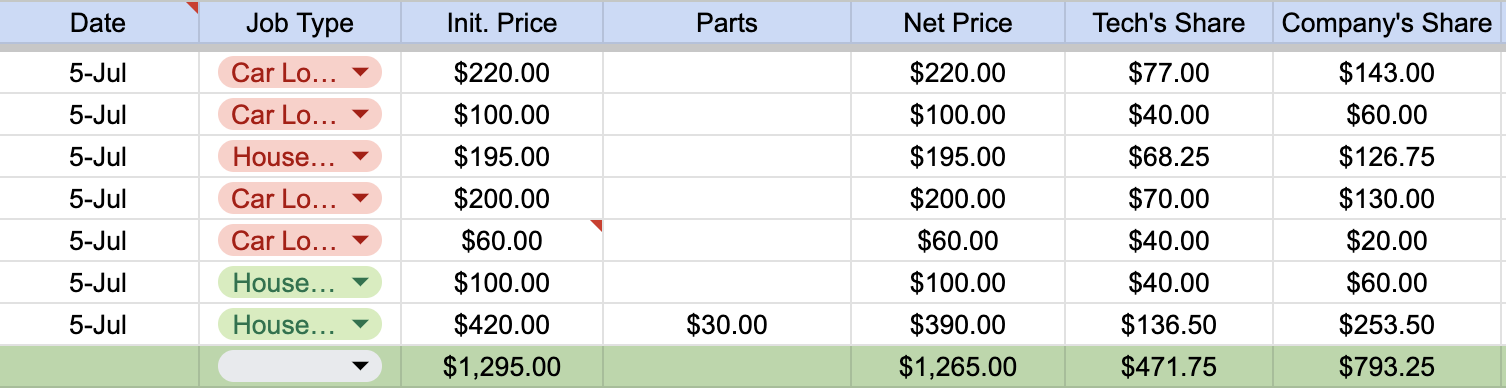 Date Job Type Init. Price Parts Net Price Tech's Share Company's Share
5-Jul Car Lo... $220.00 $220.00 $77.00 $143.00
5-Jul Car Lo... $100.00 $100.00 $40.00 $60.00
5-Jul House... $195.00 $195.00 $68.25 $126.75
5-Jul Car Lo... $200.00 $200.00 $70.00 $130.00
5-Jul Car Lo... $60.00 $60.00 $40.00 $20.00
5-Jul House... $100.00 $100.00 $40.00 $60.00
5-Jul House... $420.00 $30.00 $390.00 $136.50 $253.50
$1,295.00 $1,265.00 $471.75 $793.25